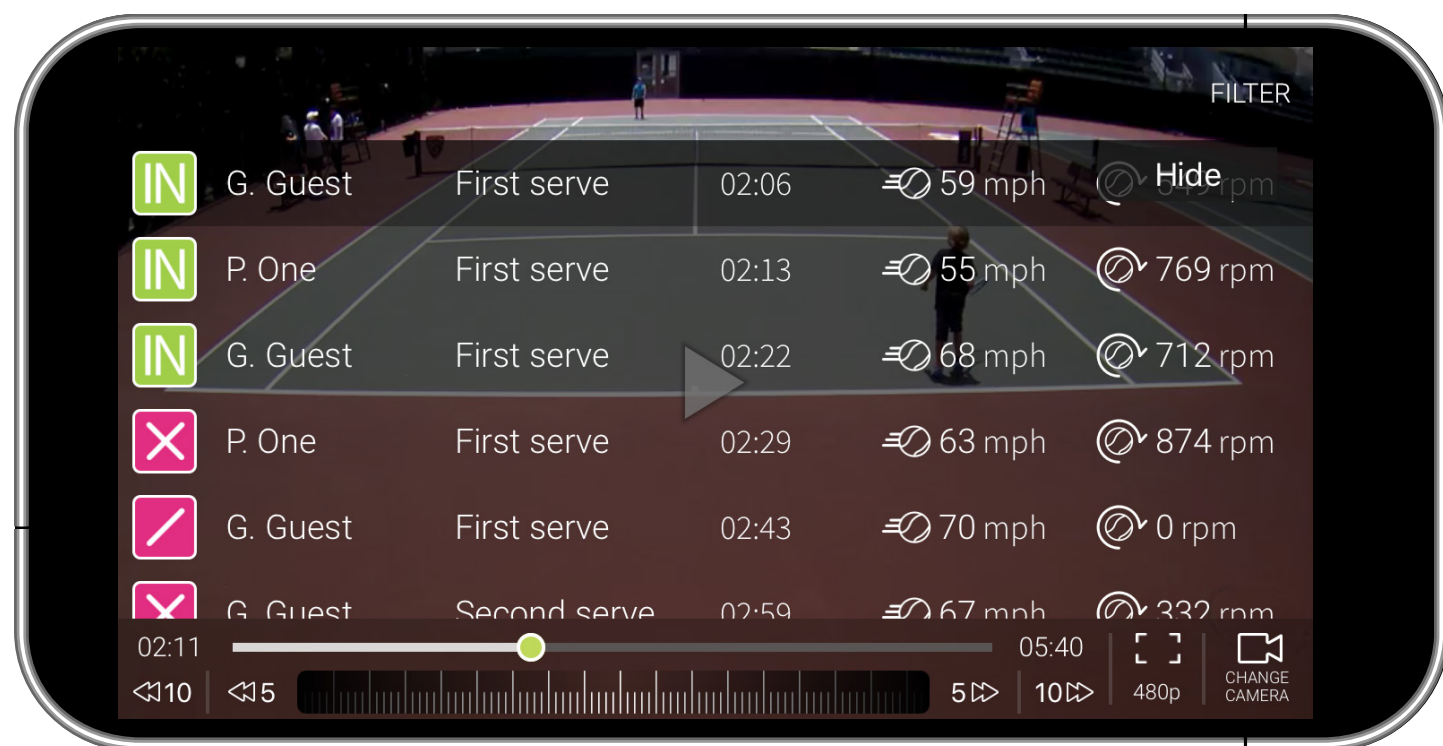 FILTER
Hide
IN G. Guest First serve 02:06 59 mph rpm
IN P. One First serve 02:13 55 mph 769 rpm
IN G. Guest First serve 02:22 68 mph 712 rpm
P. One First serve 02:29 63 mph 874 rpm
G. Guest First serve 02:43 70 mph 0 rpm
G. Guest Second serve 02:59 67 mph 332 rpm
02:11 05:40
10 5 5 10 480p
CHANGE
CAMERA